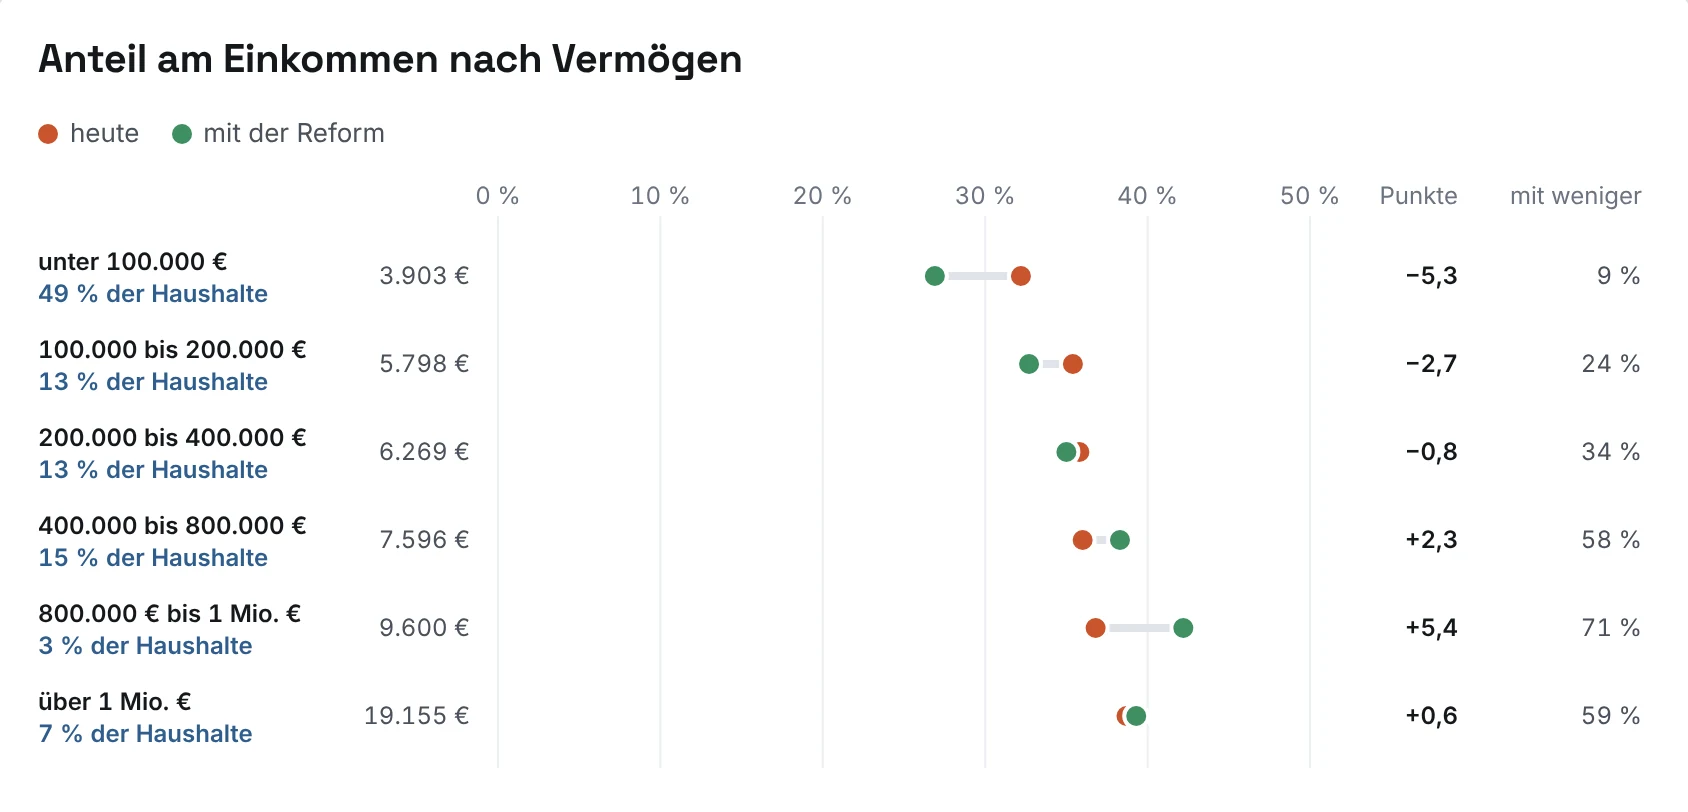 Anteil am Einkommen nach Vermögen
heute mit der Reform
0 % 10 % 20 % 30 % 40 % 50 % Punkte mit weniger
unter 100.000 €
49 % der Haushalte
3.903 € −5,3 9 %
100.000 bis 200.000 €
13 % der Haushalte
5.798 € −2,7 24 %
200.000 bis 400.000 €
13 % der Haushalte
6.269 € −0,8 34 %
400.000 bis 800.000 €
15 % der Haushalte
7.596 € +2,3 58 %
800.000 € bis 1 Mio. €
3 % der Haushalte
9.600 € +5,4 71 %
über 1 Mio. €
7 % der Haushalte
19.155 € +0,6 59 %